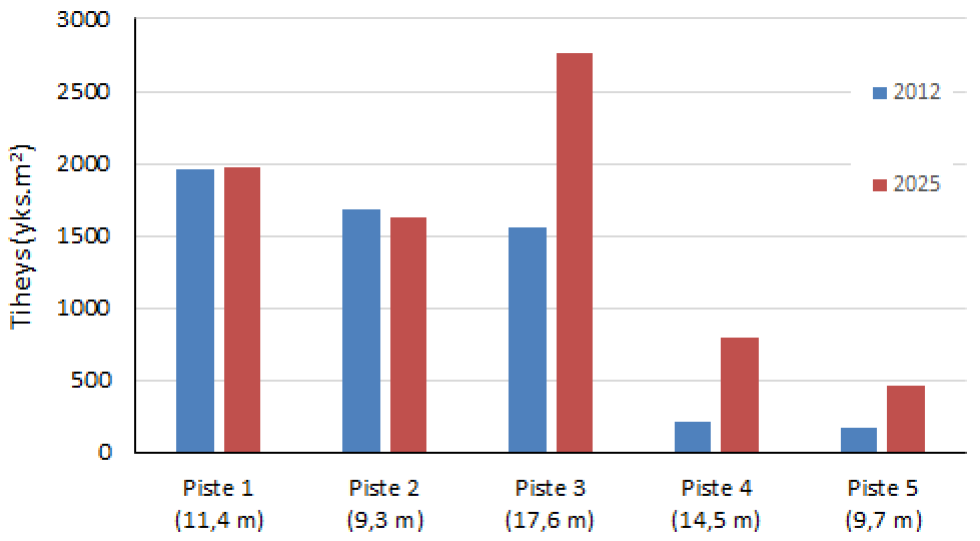 3000
2500
2000
1500
1000
500
0
Tiheys(yks.m²)
2012
2025
Piste 1
(11,4 m)
Piste 2
(9,3 m)
Piste 3
(17,6 m)
Piste 4
(14,5 m)
Piste 5
(9,7 m)